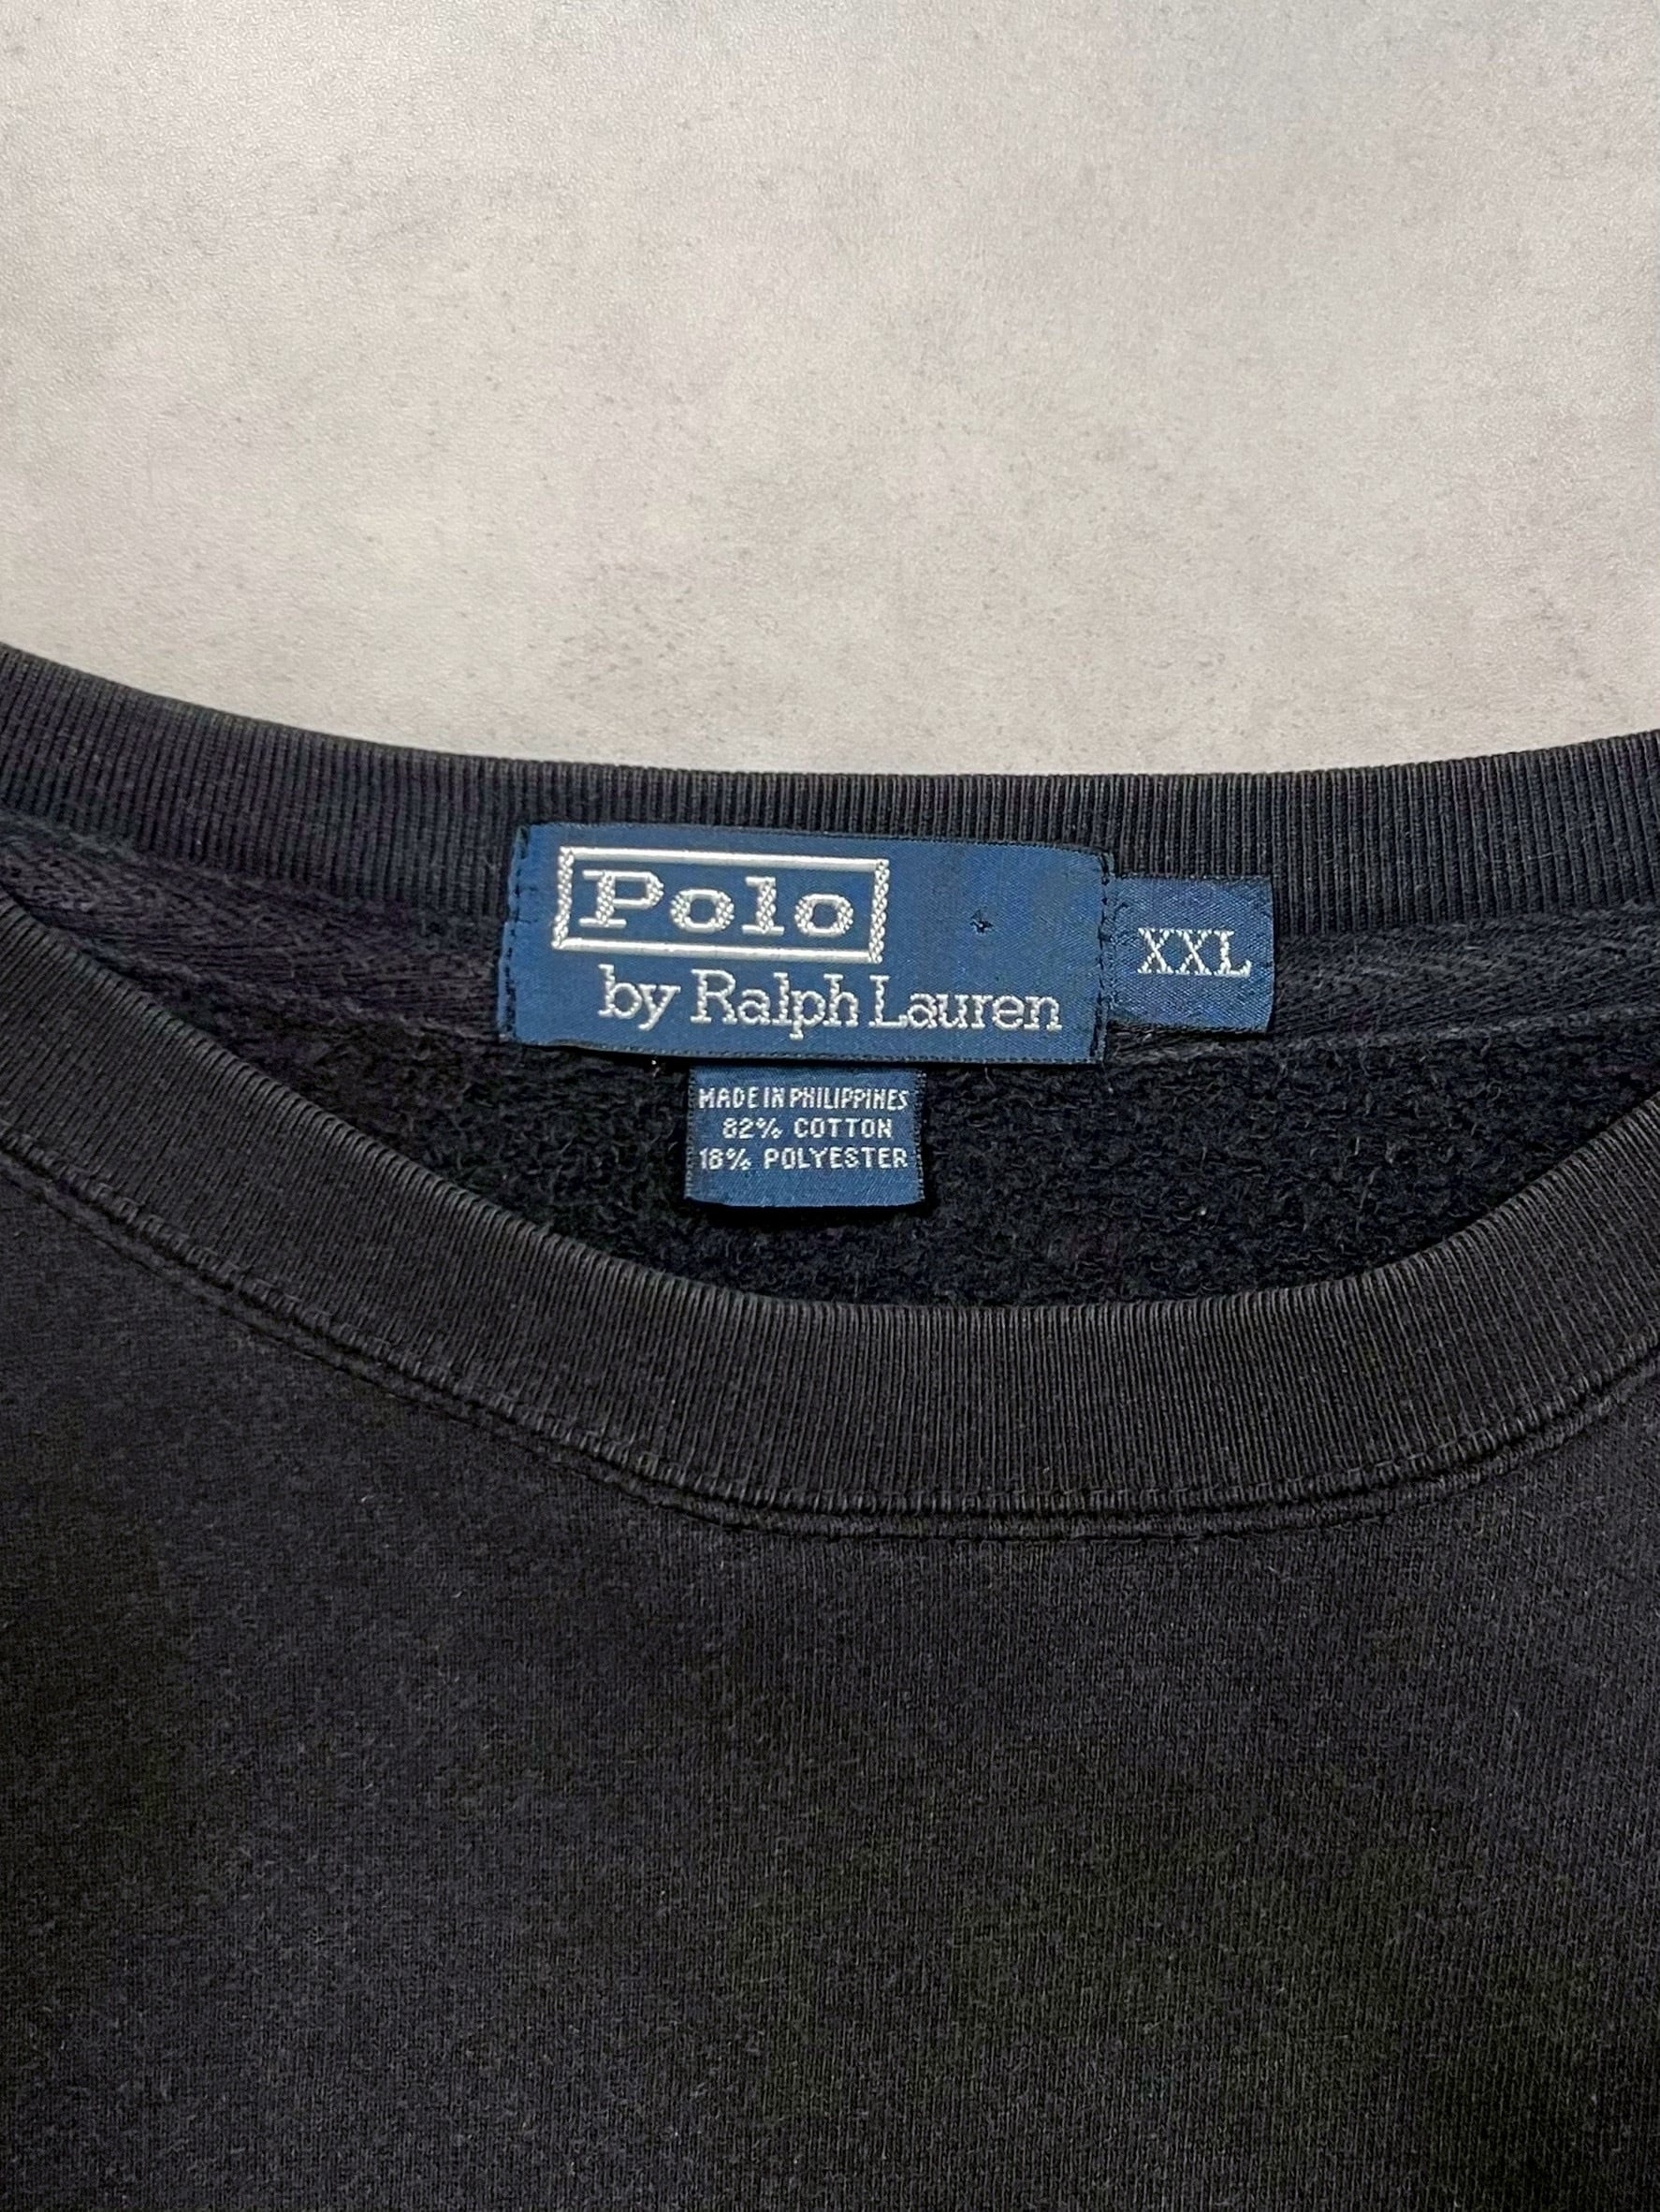 Polo
by Ralph Lauren
XXL
MADE IN PHILIPPINES
82% COTTON
18% POLYESTER